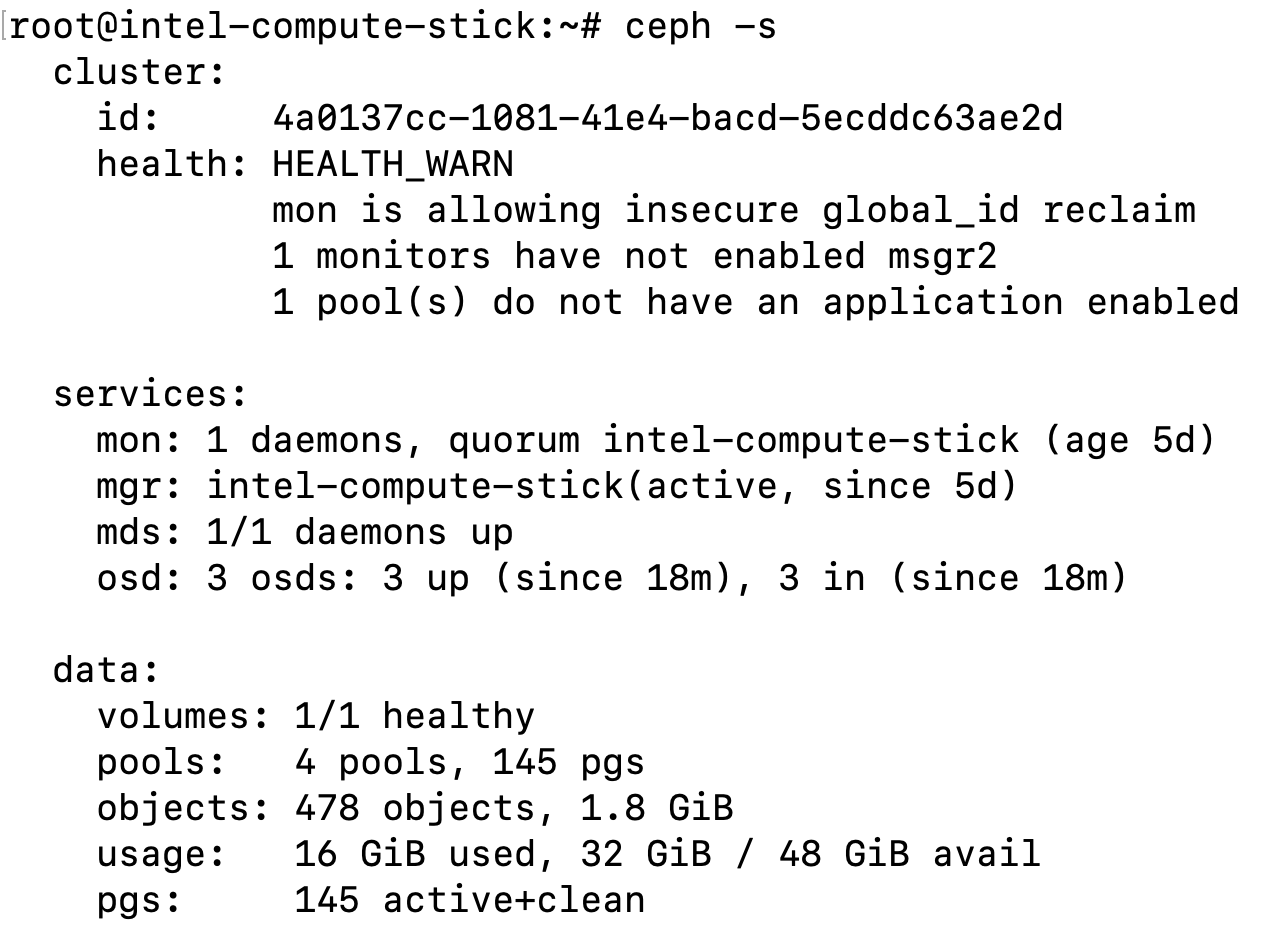 [root@intel-compute-stick:~# ceph -s
  cluster:
    id:     4a0137cc-1081-41e4-bacd-5ecddc63ae2d
    health: HEALTH_WARN
            mon is allowing insecure global_id reclaim
            1 monitors have not enabled msgr2
            1 pool(s) do not have an application enabled

  services:
    mon: 1 daemons, quorum intel-compute-stick (age 5d)
    mgr: intel-compute-stick(active, since 5d)
    mds: 1/1 daemons up
    osd: 3 osds: 3 up (since 18m), 3 in (since 18m)

  data:
    volumes: 1/1 healthy
    pools:   4 pools, 145 pgs
    objects: 478 objects, 1.8 GiB
    usage:   16 GiB used, 32 GiB / 48 GiB avail
    pgs:     145 active+clean